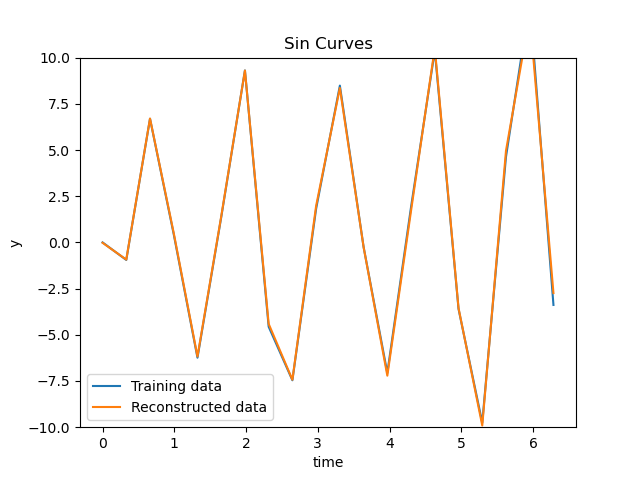 Sin Curves
10.0
7.5
5.0
2.5
0.0
−2.5
−5.0
−7.5
−10.0
y
Training data
Reconstructed data
0 1 2 3 4 5 6
time